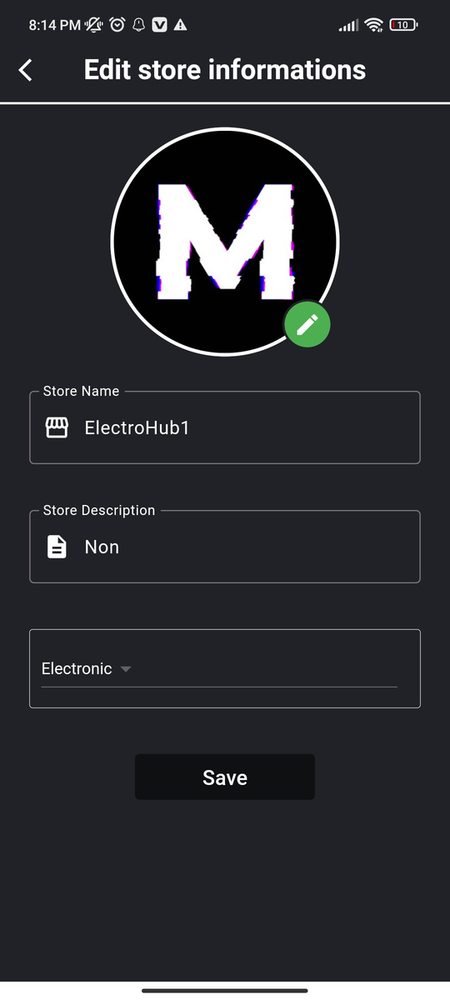 8:14 PM V 10
Edit store informations
M
Store Name
ElectroHub1
Store Description
Non
Electronic
Save